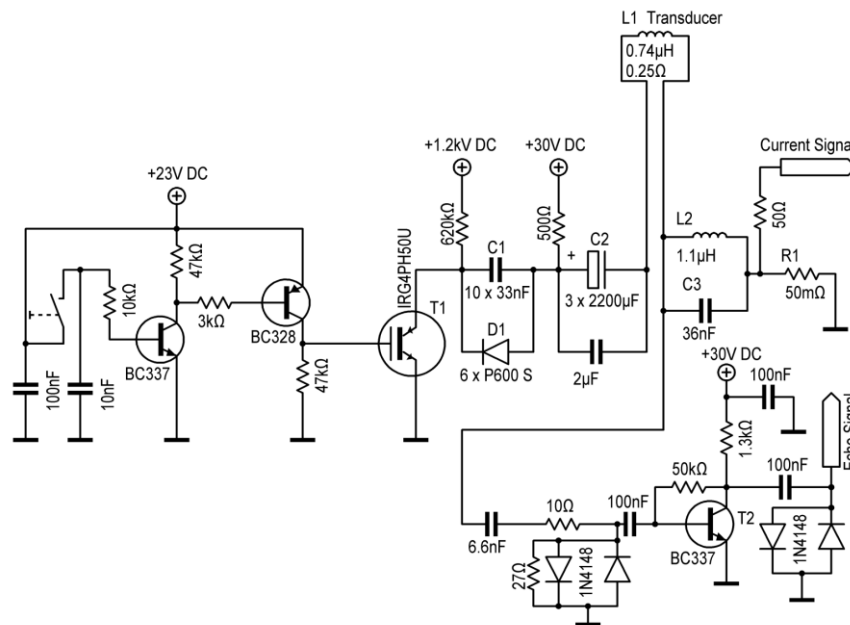 L1 Transducer
0.74µH
0.25Ω
+1.2kV DC
+30V DC
Current Signal
+23V DC
620kΩ
500Ω
50Ω
L2
1.1µH
R1
50mΩ
C1
10 x 33nF
+
C2
3 x 2200µF
IRG4PH50U
T1
47kΩ
10kΩ
3kΩ
BC328
BC337
47kΩ
D1
6 x P600 S
2µF
C3
36nF
100nF
10nF
+30V DC
100nF
1.3kΩ
Echo Signal
50kΩ
100nF
10Ω
100nF
T2
6.6nF
27Ω
1N4148
BC337
1N4148